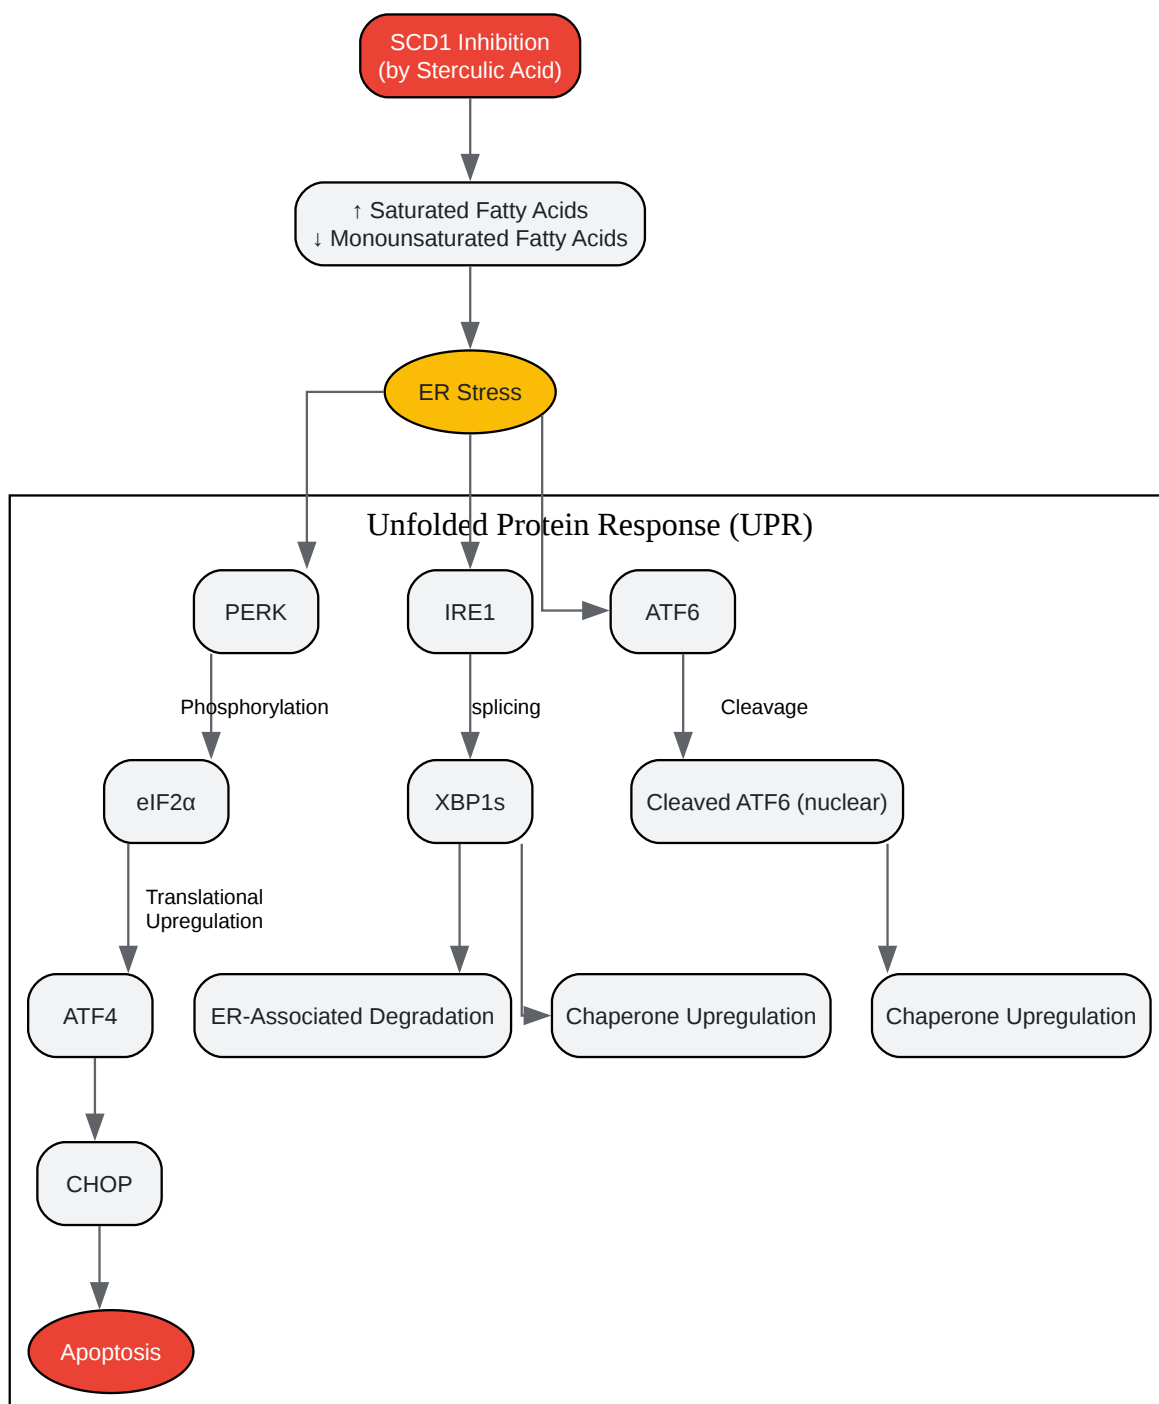 SCD1 Inhibition
(by Sterculic Acid)
↑ Saturated Fatty Acids
↓ Monounsaturated Fatty Acids
ER Stress
Unfolded Protein Response (UPR)
PERK
IRE1
ATF6
Phosphorylation
splicing
Cleavage
eIF2α
XBP1s
Cleaved ATF6 (nuclear)
Translational
Upregulation
ATF4
ER-Associated Degradation
Chaperone Upregulation
Chaperone Upregulation
CHOP
Apoptosis